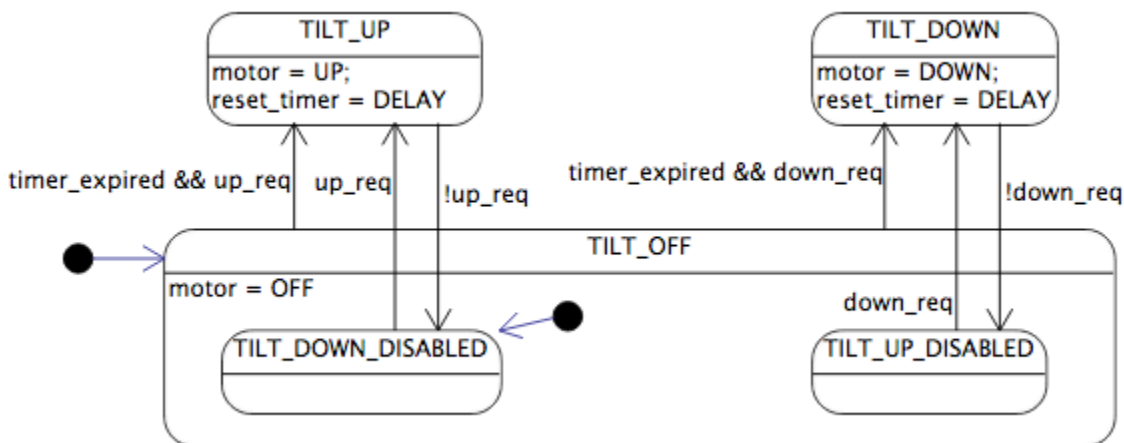 TILT_UP
motor = UP;
reset_timer = DELAY
TILT_DOWN
motor = DOWN;
reset_timer = DELAY
timer_expired && up_req
up_req
!up_req
timer_expired && down_req
!down_req
TILT_OFF
motor = OFF
down_req
TILT_DOWN_DISABLED
TILT_UP_DISABLED